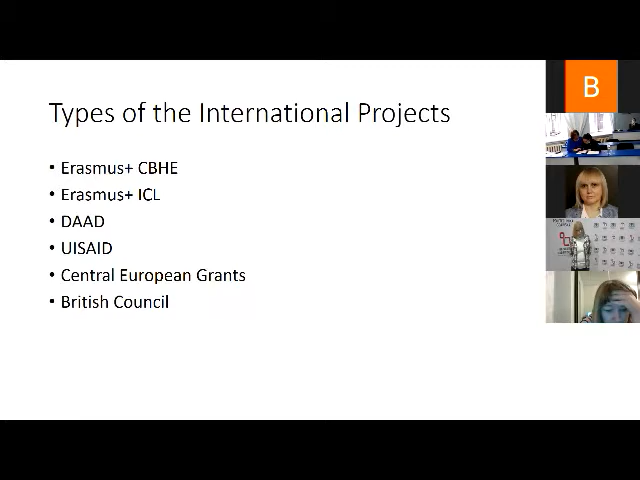 Types of the International Projects
• Erasmus+ CBHE
• Erasmus+ ICL
• DAAD
• UISAID
• Central European Grants
• British Council
B